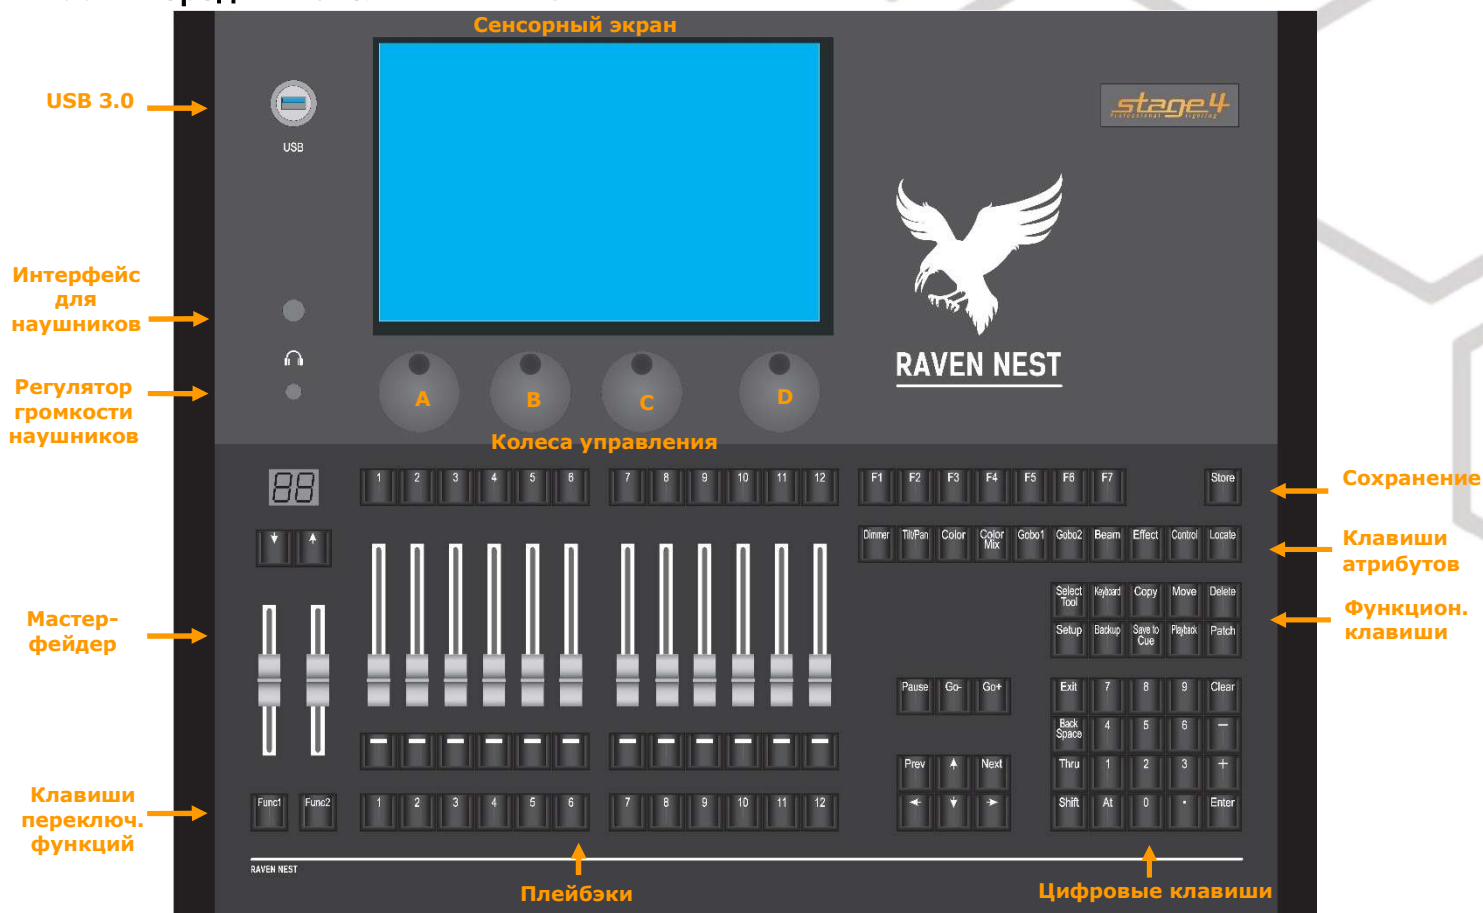 Сенсорный экран
USB 3.0
USB
stage4
Professional Lighting
Интерфейс
для
наушников
RAVEN NEST
Регулятор
громкости
наушников
A B C D
Колеса управления
88
1 2 3 4 5 6 7 8 9 10 11 12
F1 F2 F3 F4 F5 F6 F7
Store
Сохранение
Dimmer Tilt/Pan Color Color Mix Gobo1 Gobo2 Beam Effect Control Locate
Клавиши
атрибутов
Select Tool Keyboard Copy Move Delete
Setup Backup Save to Cue Playback Patch
Функцион.
клавиши
Мастер-
фейдер
Pause Go- Go+
Exit 7 8 9 Clear
Back Space 4 5 6 −
Prev Next
Thru 1 2 3 +
Shift At 0 . Enter
Func1 Func2
1 2 3 4 5 6 7 8 9 10 11 12
Клавиши
переключ.
функций
RAVEN NEST
Плейбэки
Цифровые клавиши